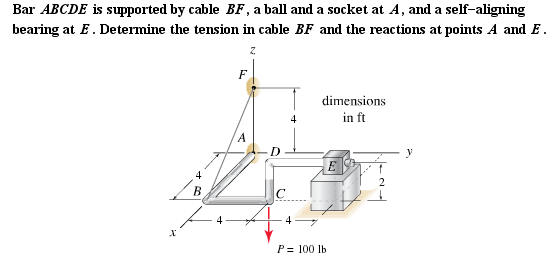 Bar ABCDE is supported by cable BF, a ball and a socket at A, and a self-aligning
bearing at E. Determine the tension in cable BF and the reactions at points A and E.
z
F
dimensions
in ft
4
A
D
y
E
4
2
B
C
4
4
x
P = 100 lb